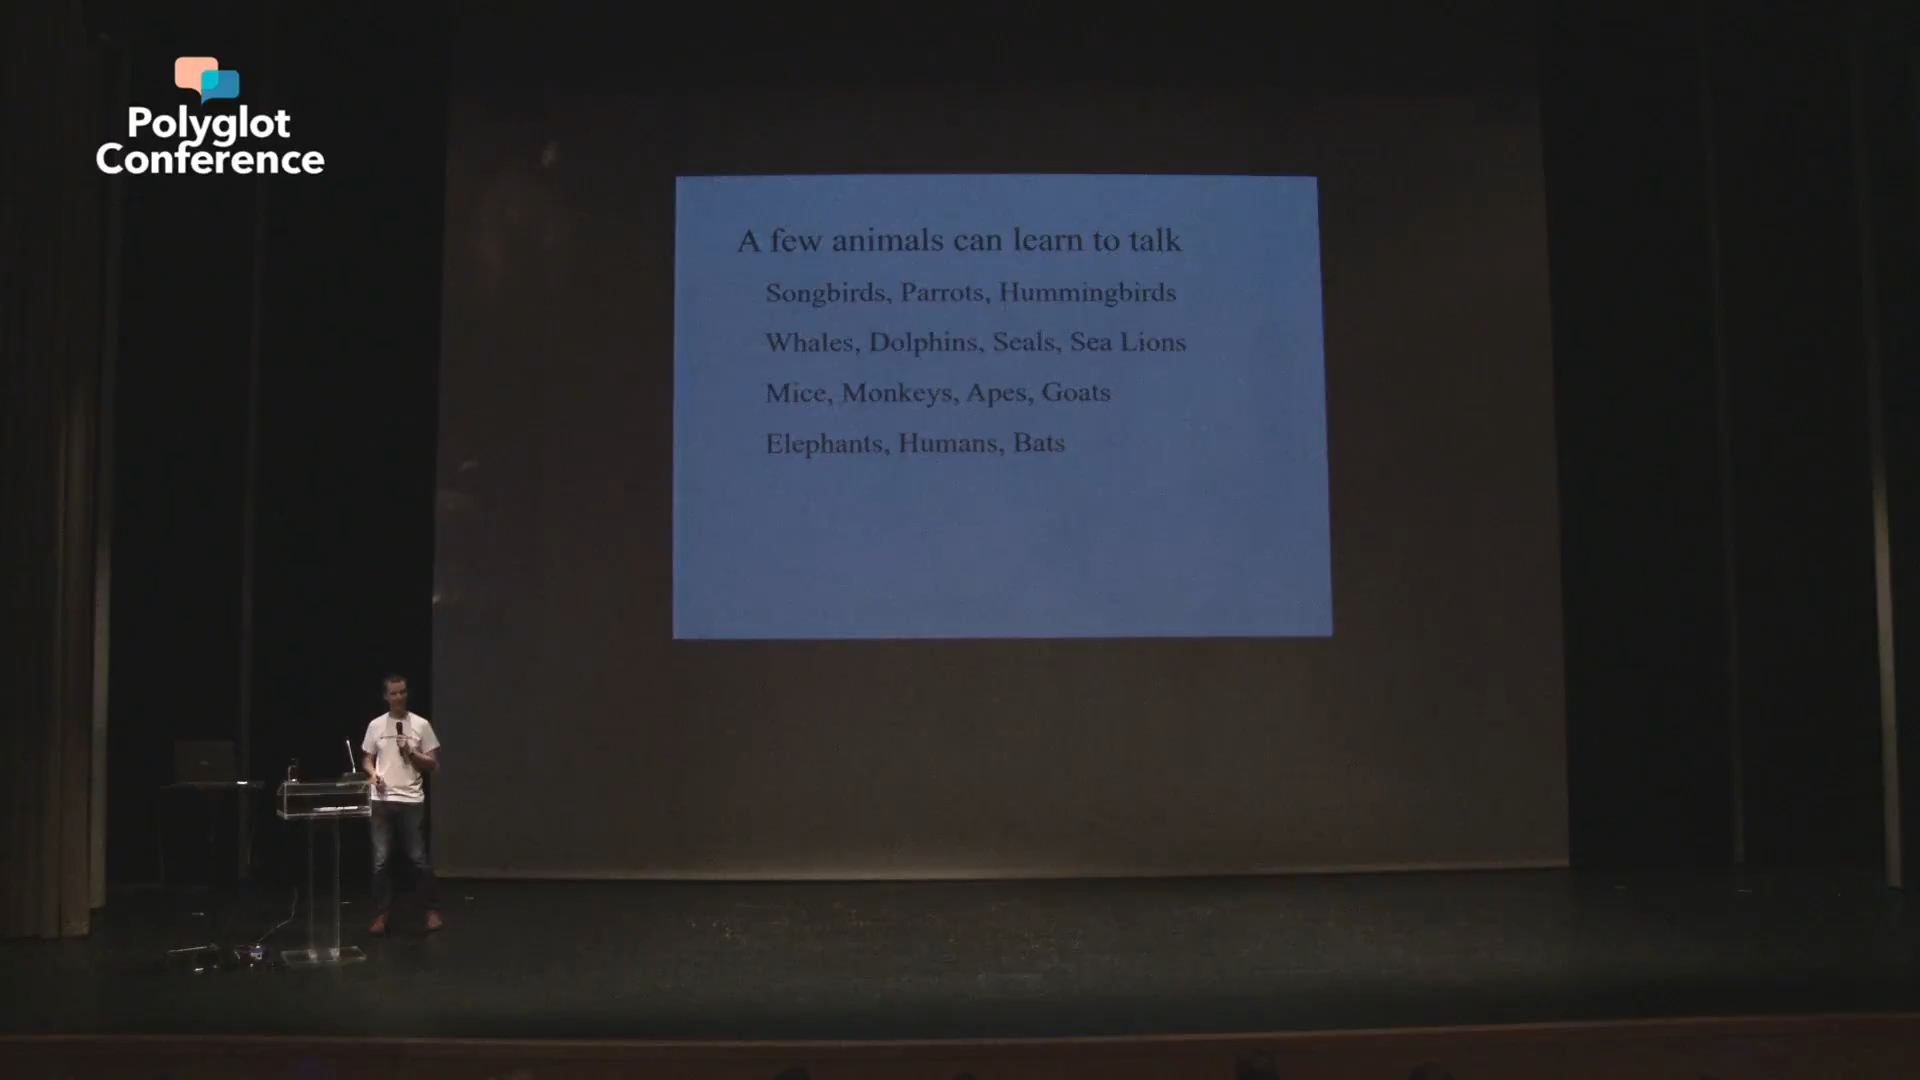 Polyglot
Conference
A few animals can learn to talk
Songbirds, Parrots, Hummingbirds
Whales, Dolphins, Seals, Sea Lions
Mice, Monkeys, Apes, Goats
Elephants, Humans, Bats